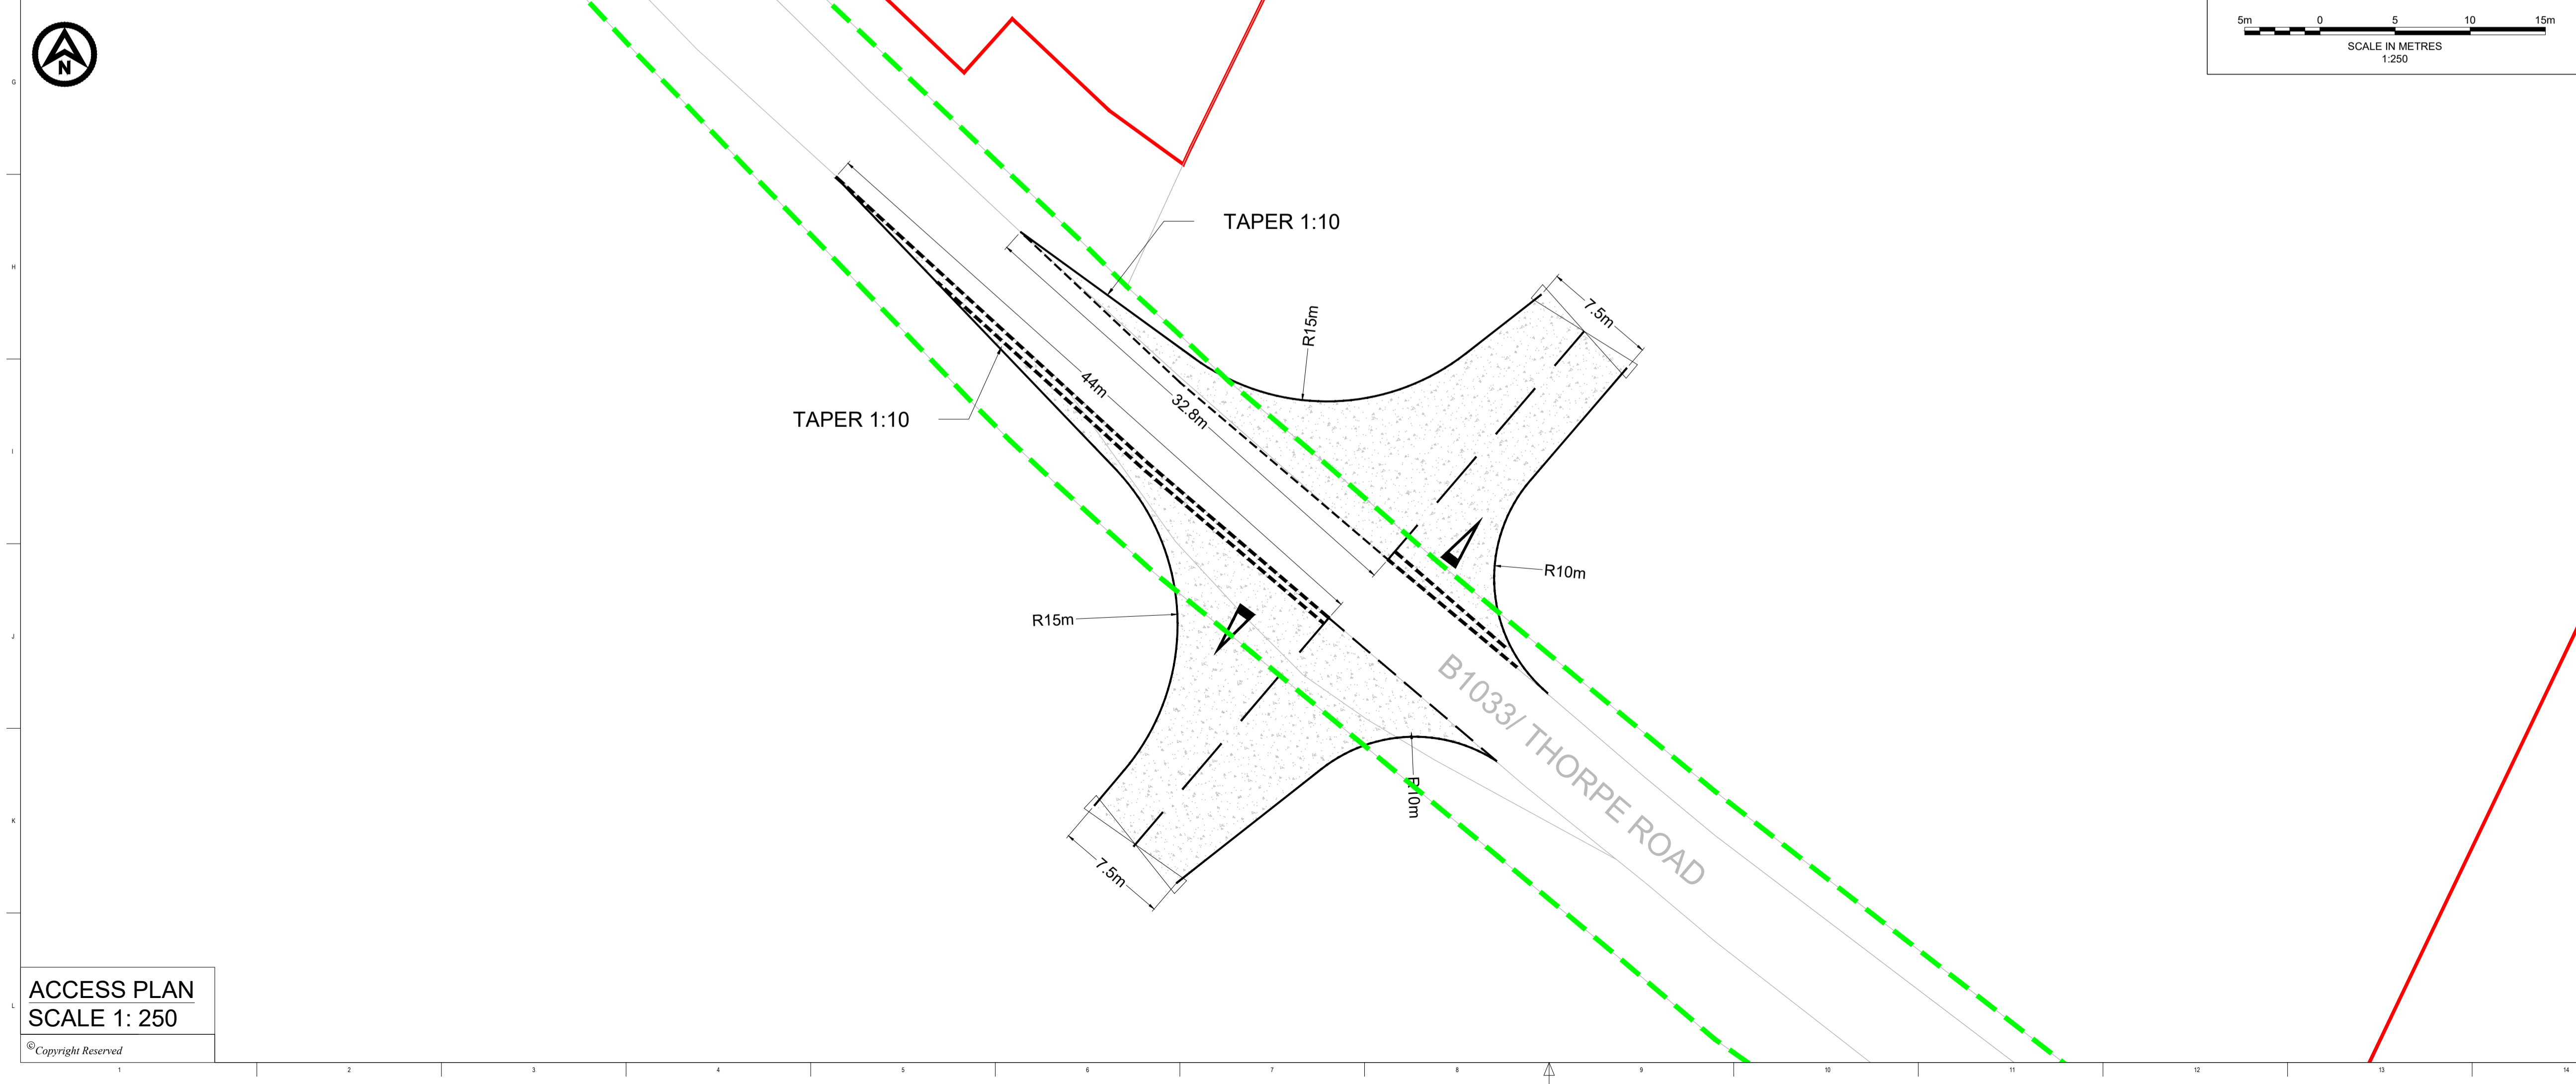 N
5m 0 5 10 15m
SCALE IN METRES
1:250
G
H
I
J
K
L
TAPER 1:10
TAPER 1:10
7.5m
R15m
44m
32.8m
R10m
R15m
B1033/ THORPE ROAD
R10m
7.5m
ACCESS PLAN
SCALE 1: 250
©Copyright Reserved
1 2 3 4 5 6 7 8 9 10 11 12 13 14